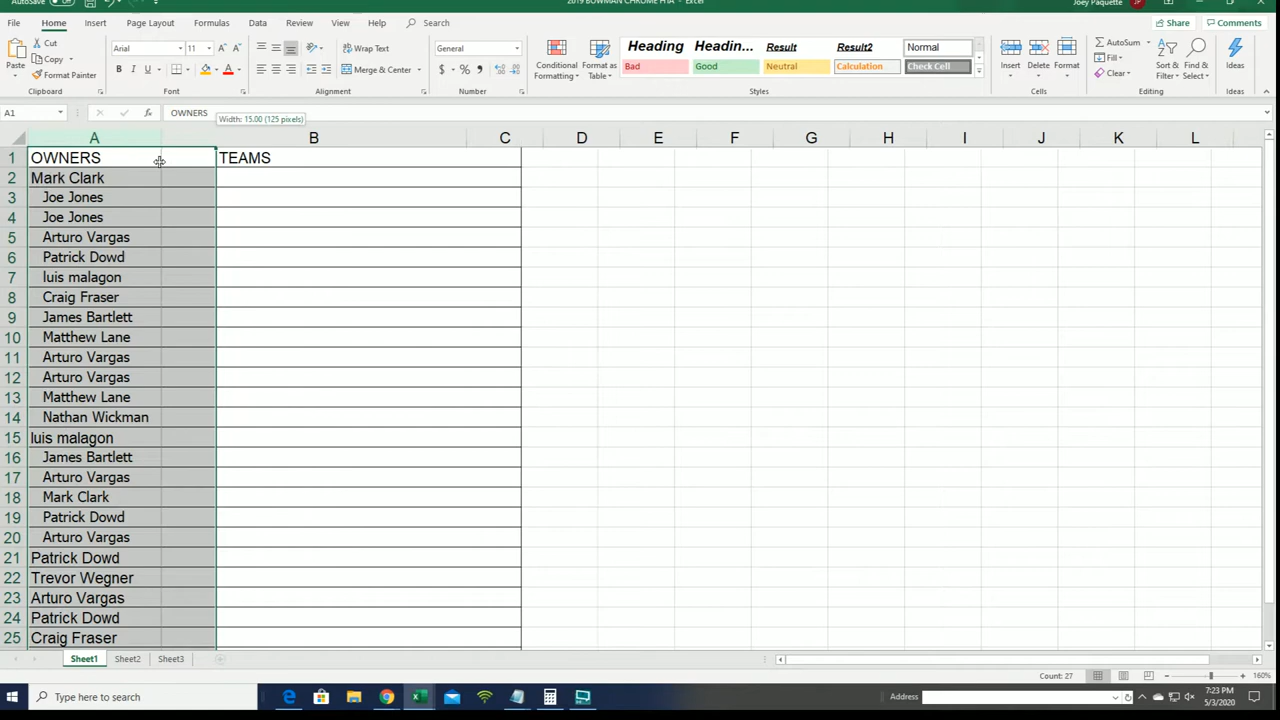 2019 BOWMAN CHROME HTA - Excel
Joey Paquette JP
File Home Insert Page Layout Formulas Data Review View Help Search Share Comments
Cut Copy Format Painter Paste Clipboard
Arial 11 Font
Wrap Text Merge & Center Alignment
General Number
Conditional Formatting Format as Table
Heading Headin... Result Result2 Normal
Bad Good Neutral Calculation Check Cell
Styles
Insert Delete Format Cells
AutoSum Fill Clear Sort & Filter Find & Select Editing
Ideas Ideas
A1 OWNERS Width: 15.00 (125 pixels)
A B C D E F G H I J K L
1 OWNERS TEAMS
2 Mark Clark
3 Joe Jones
4 Joe Jones
5 Arturo Vargas
6 Patrick Dowd
7 luis malagon
8 Craig Fraser
9 James Bartlett
10 Matthew Lane
11 Arturo Vargas
12 Arturo Vargas
13 Matthew Lane
14 Nathan Wickman
15 luis malagon
16 James Bartlett
17 Arturo Vargas
18 Mark Clark
19 Patrick Dowd
20 Arturo Vargas
21 Patrick Dowd
22 Trevor Wegner
23 Arturo Vargas
24 Patrick Dowd
25 Craig Fraser
Sheet1 Sheet2 Sheet3
Count: 27 160%
Type here to search Address 7:23 PM
5/3/2020